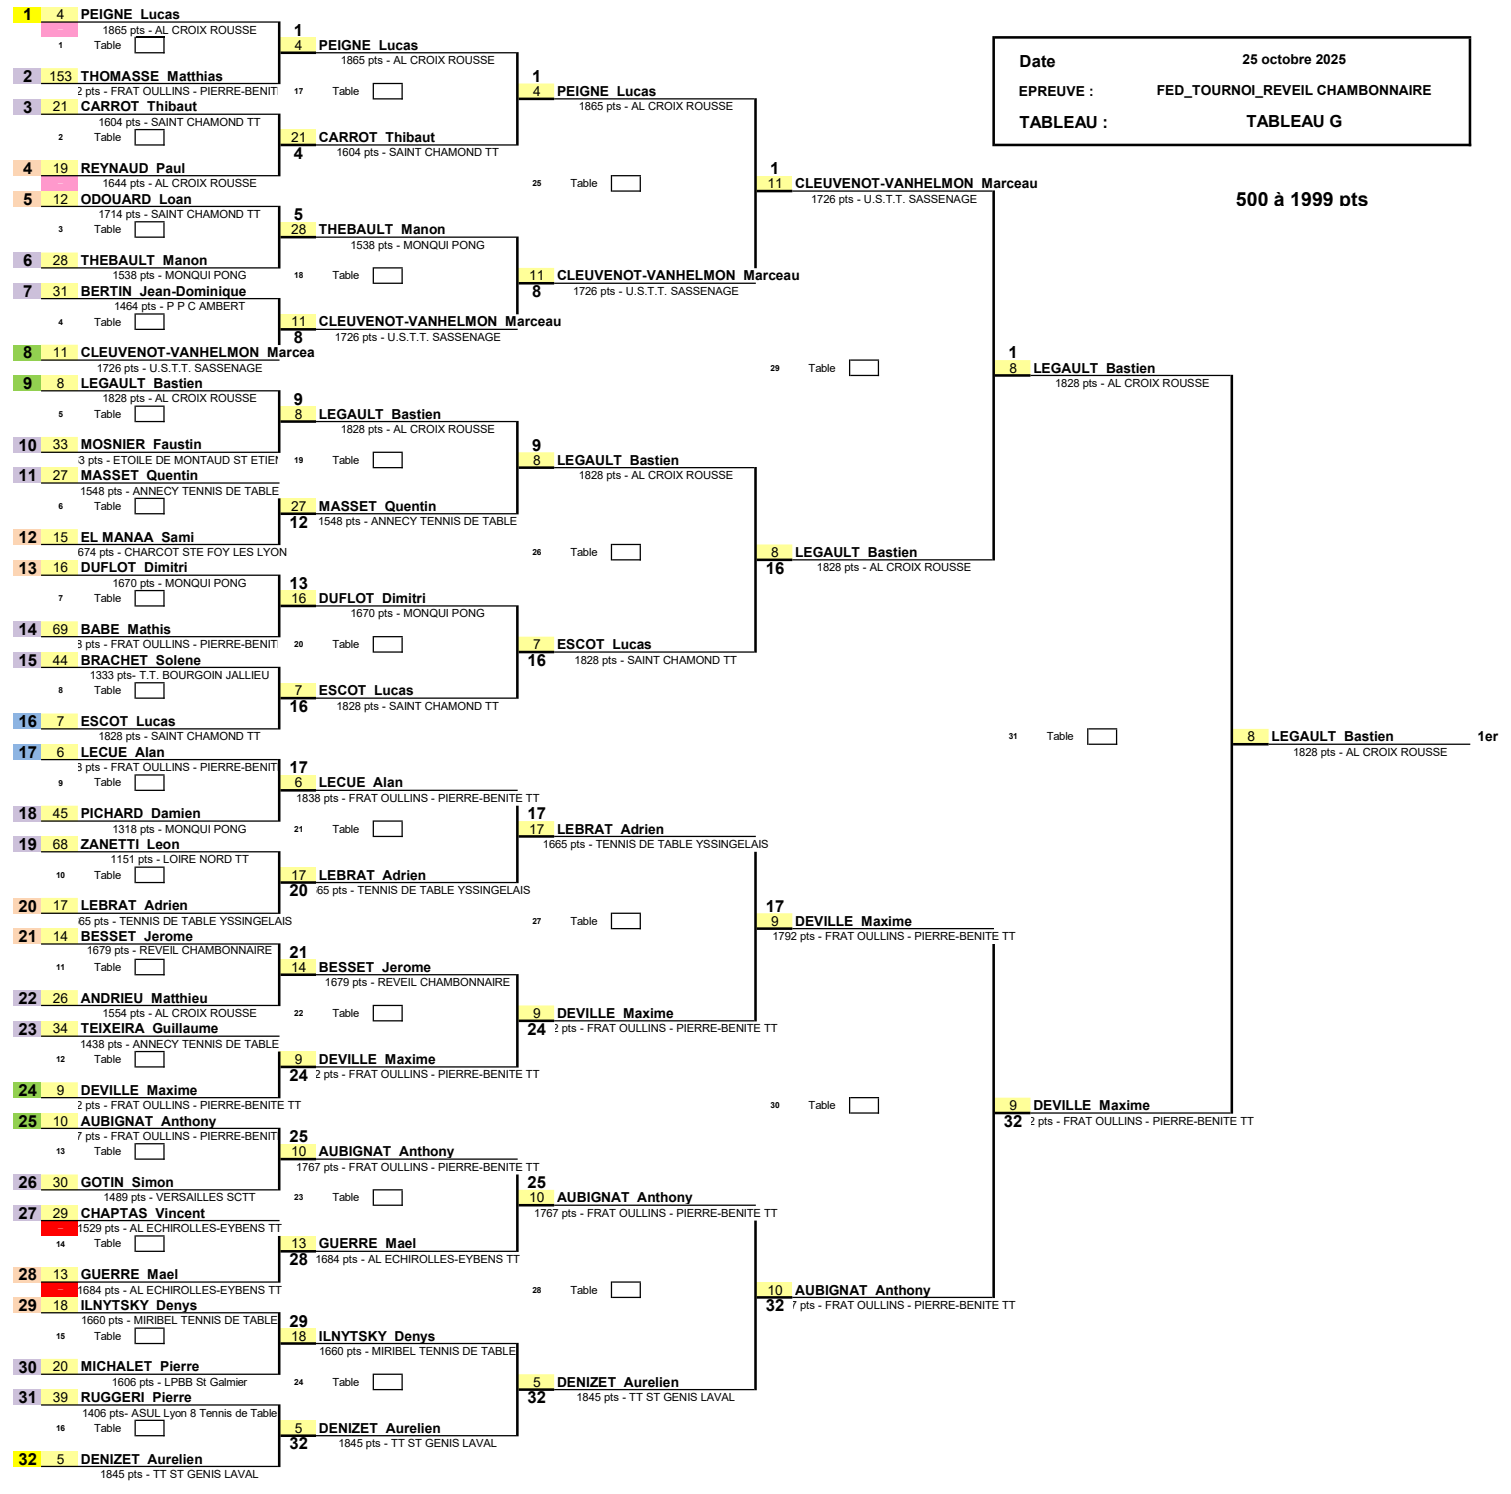 Date 25 octobre 2025
EPREUVE : FED_TOURNOI_REVEIL CHAMBONNAIRE
TABLEAU : TABLEAU G
500 à 1999 pts
1 4 PEIGNE Lucas
1865 pts - AL CROIX ROUSSE
1 Table
2 153 THOMASSE Matthias
2 pts - FRAT OULLINS - PIERRE-BENIT
3 21 CARROT Thibaut
1604 pts - SAINT CHAMOND TT
2 Table
4 19 REYNAUD Paul
1644 pts - AL CROIX ROUSSE
5 12 ODOUARD Loan
1714 pts - SAINT CHAMOND TT
3 Table
6 28 THEBAULT Manon
1538 pts - MONQUI PONG
7 31 BERTIN Jean-Dominique
1464 pts - P P C AMBERT
4 Table
8 11 CLEUVENOT-VANHELMON Marcea
1726 pts - U.S.T.T. SASSENAGE
9 8 LEGAULT Bastien
1828 pts - AL CROIX ROUSSE
5 Table
10 33 MOSNIER Faustin
3 pts - ETOILE DE MONTAUD ST ETIEN
11 27 MASSET Quentin
1548 pts - ANNECY TENNIS DE TABLE
6 Table
12 15 EL MANAA Sami
674 pts - CHARCOT STE FOY LES LYON
13 16 DUFLOT Dimitri
1670 pts - MONQUI PONG
7 Table
14 69 BABE Mathis
3 pts - FRAT OULLINS - PIERRE-BENIT
15 44 BRACHET Solene
1333 pts- T.T. BOURGOIN JALLIEU
8 Table
16 7 ESCOT Lucas
1828 pts - SAINT CHAMOND TT
17 6 LECUE Alan
3 pts - FRAT OULLINS - PIERRE-BENIT
9 Table
18 45 PICHARD Damien
1318 pts - MONQUI PONG
19 68 ZANETTI Leon
1151 pts - LOIRE NORD TT
10 Table
20 17 LEBRAT Adrien
65 pts - TENNIS DE TABLE YSSINGELAIS
21 14 BESSET Jerome
1679 pts - REVEIL CHAMBONNAIRE
11 Table
22 26 ANDRIEU Matthieu
1554 pts - AL CROIX ROUSSE
23 34 TEIXEIRA Guillaume
1438 pts - ANNECY TENNIS DE TABLE
12 Table
24 9 DEVILLE Maxime
2 pts - FRAT OULLINS - PIERRE-BENITE TT
25 10 AUBIGNAT Anthony
7 pts - FRAT OULLINS - PIERRE-BENIT
13 Table
26 30 GOTIN Simon
1489 pts - VERSAILLES SCTT
27 29 CHAPTAS Vincent
1529 pts - AL ECHIROLLES-EYBENS TT
14 Table
28 13 GUERRE Mael
1684 pts - AL ECHIROLLES-EYBENS TT
29 18 ILNYTSKY Denys
1660 pts - MIRIBEL TENNIS DE TABLE
15 Table
30 20 MICHALET Pierre
1606 pts - LPBB St Galmier
31 39 RUGGERI Pierre
1406 pts- ASUL Lyon 8 Tennis de Table
16 Table
32 5 DENIZET Aurelien
1845 pts - TT ST GENIS LAVAL
1
4 PEIGNE Lucas
1865 pts - AL CROIX ROUSSE
17 Table
21 CARROT Thibaut
4 1604 pts - SAINT CHAMOND TT
5
28 THEBAULT Manon
1538 pts - MONQUI PONG
18 Table
11 CLEUVENOT-VANHELMON Marceau
8 1726 pts - U.S.T.T. SASSENAGE
9
8 LEGAULT Bastien
1828 pts - AL CROIX ROUSSE
19 Table
27 MASSET Quentin
12 1548 pts - ANNECY TENNIS DE TABLE
13
16 DUFLOT Dimitri
1670 pts - MONQUI PONG
20 Table
7 ESCOT Lucas
16 1828 pts - SAINT CHAMOND TT
17
6 LECUE Alan
1838 pts - FRAT OULLINS - PIERRE-BENITE TT
21 Table
17 LEBRAT Adrien
20 65 pts - TENNIS DE TABLE YSSINGELAIS
21
14 BESSET Jerome
1679 pts - REVEIL CHAMBONNAIRE
22 Table
9 DEVILLE Maxime
24 2 pts - FRAT OULLINS - PIERRE-BENITE TT
25
10 AUBIGNAT Anthony
1767 pts - FRAT OULLINS - PIERRE-BENITE TT
23 Table
13 GUERRE Mael
28 1684 pts - AL ECHIROLLES-EYBENS TT
29
18 ILNYTSKY Denys
1660 pts - MIRIBEL TENNIS DE TABLE
24 Table
5 DENIZET Aurelien
32 1845 pts - TT ST GENIS LAVAL
1
4 PEIGNE Lucas
1865 pts - AL CROIX ROUSSE
25 Table
11 CLEUVENOT-VANHELMON Marceau
8 1726 pts - U.S.T.T. SASSENAGE
9
8 LEGAULT Bastien
1828 pts - AL CROIX ROUSSE
26 Table
7 ESCOT Lucas
16 1828 pts - SAINT CHAMOND TT
17
17 LEBRAT Adrien
1665 pts - TENNIS DE TABLE YSSINGELAIS
27 Table
9 DEVILLE Maxime
24 2 pts - FRAT OULLINS - PIERRE-BENITE TT
25
10 AUBIGNAT Anthony
1767 pts - FRAT OULLINS - PIERRE-BENITE TT
28 Table
5 DENIZET Aurelien
32 1845 pts - TT ST GENIS LAVAL
1
11 CLEUVENOT-VANHELMON Marceau
1726 pts - U.S.T.T. SASSENAGE
29 Table
8 LEGAULT Bastien
16 1828 pts - AL CROIX ROUSSE
17
9 DEVILLE Maxime
1792 pts - FRAT OULLINS - PIERRE-BENITE TT
30 Table
10 AUBIGNAT Anthony
32 7 pts - FRAT OULLINS - PIERRE-BENITE TT
1
8 LEGAULT Bastien
1828 pts - AL CROIX ROUSSE
31 Table
9 DEVILLE Maxime
32 2 pts - FRAT OULLINS - PIERRE-BENITE TT
8 LEGAULT Bastien 1er
1828 pts - AL CROIX ROUSSE